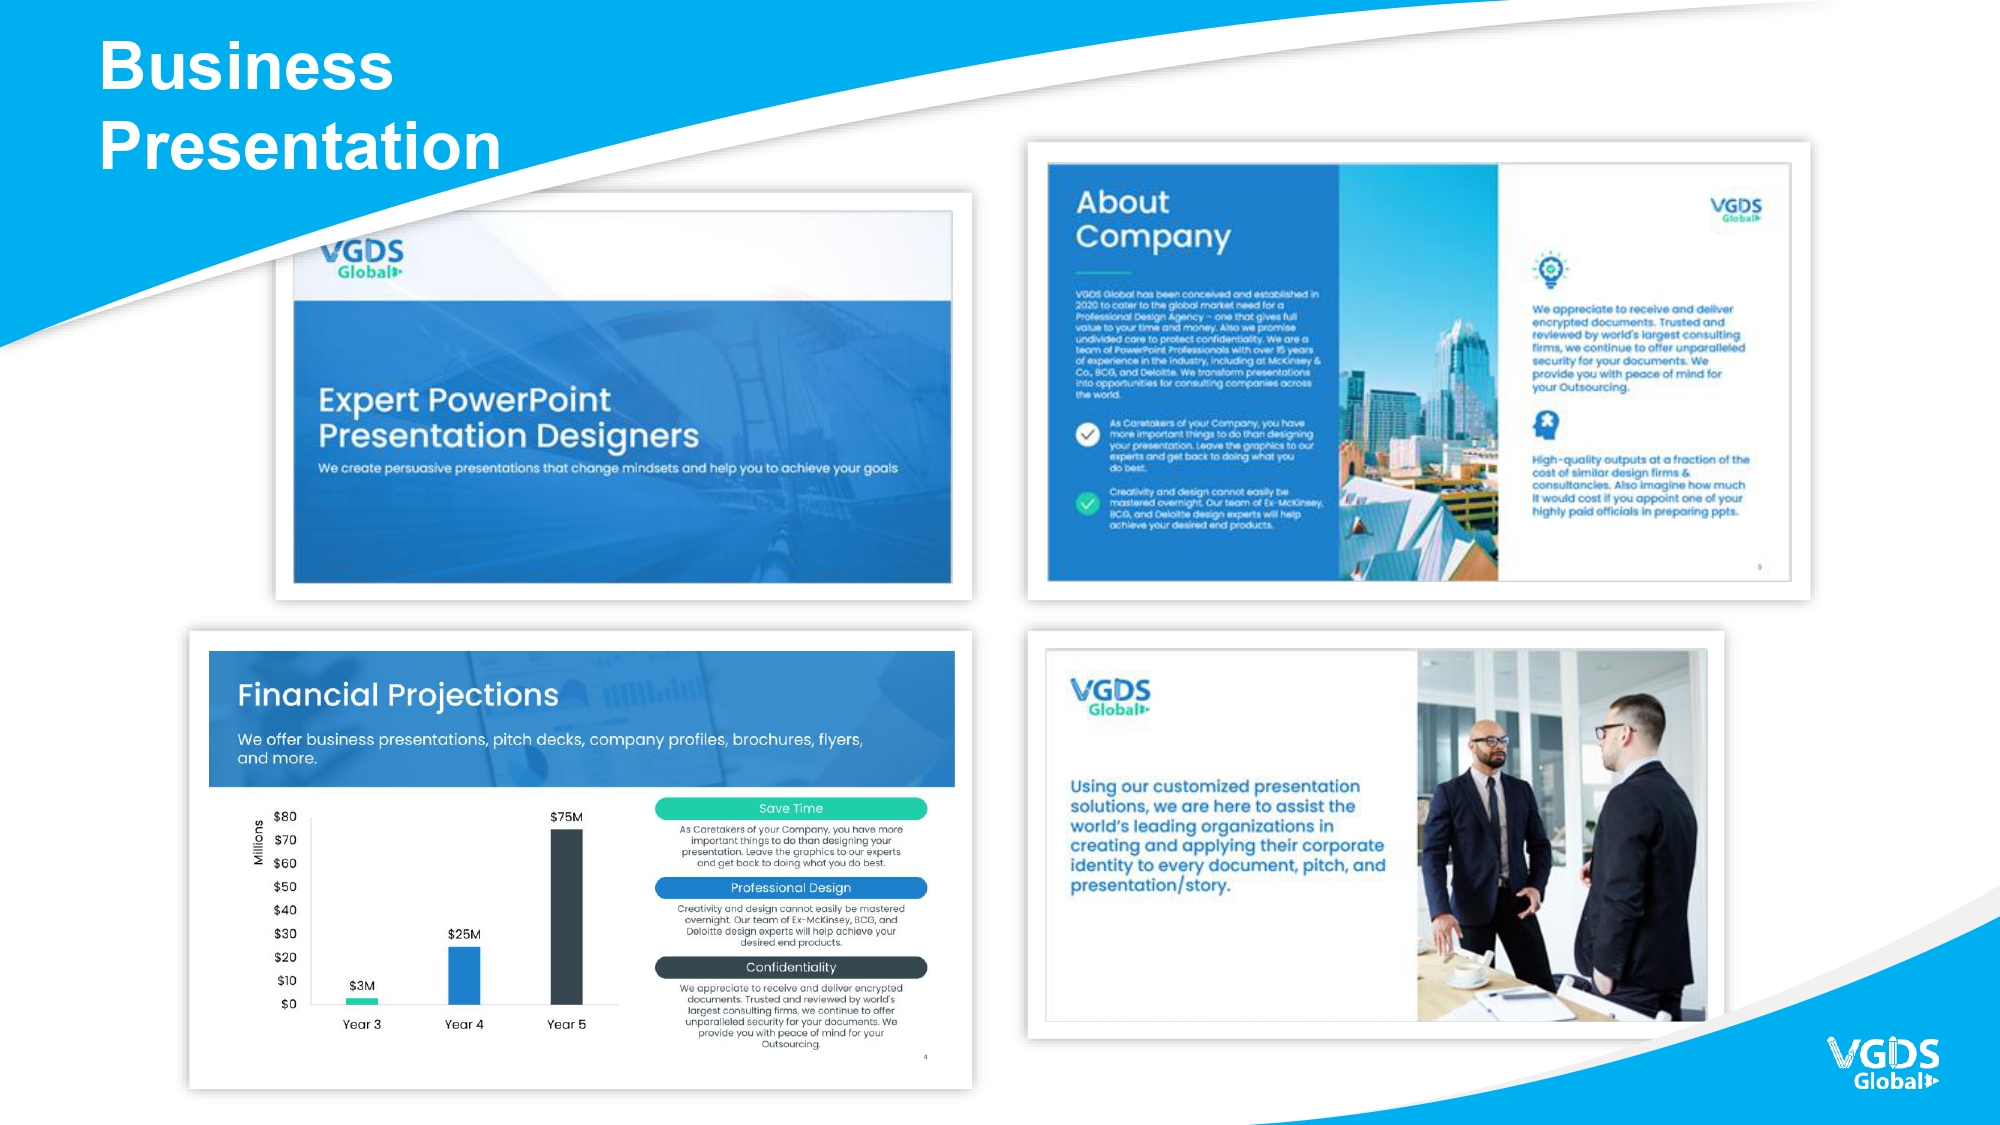 Business
Presentation
VGDS
Global
Expert PowerPoint
Presentation Designers
We create persuasive presentations that change mindsets and help you to achieve your goals
About
Company
VGDS Global has been conceived and established in
2020 to cater to the global market need for a
Professional Design Agency – one that gives full
value to your time and money. Also we promise
undivided care to protect confidentiality. We are a
team of PowerPoint Professionals with over 15 years
of experience in the industry, including at McKinsey &
Co., BCG, and Deloitte. We transform presentations
into opportunities for consulting companies across
the world.
As Caretakers of your Company, you have
more important things to do than designing
your presentation. Leave the graphics to our
experts and get back to doing what you
do best.
Creativity and design cannot easily be
mastered overnight. Our team of Ex-McKinsey,
BCG, and Deloitte design experts will help
achieve your desired end products.
VGDS
Global
We appreciate to receive and deliver
encrypted documents. Trusted and
reviewed by world's largest consulting
firms, we continue to offer unparalleled
security for your documents. We
provide you with peace of mind for
your Outsourcing.
High-quality outputs at a fraction of the
cost of similar design firms &
consultancies. Also imagine how much
it would cost if you appoint one of your
highly paid officials in preparing ppts.
Financial Projections
We offer business presentations, pitch decks, company profiles, brochures, flyers,
and more.
Millions
$80
$70
$60
$50
$40
$30
$20
$10
$0
$3M
$25M
$75M
Year 3
Year 4
Year 5
Save Time
As Caretakers of your Company, you have more
important things to do than designing your
presentation. Leave the graphics to our experts
and get back to doing what you do best.
Professional Design
Creativity and design cannot easily be mastered
overnight. Our team of Ex-McKinsey, BCG, and
Deloitte design experts will help achieve your
desired end products.
Confidentiality
We appreciate to receive and deliver encrypted
documents. Trusted and reviewed by world's
largest consulting firms, we continue to offer
unparalleled security for your documents. We
provide you with peace of mind for your
Outsourcing.
4
VGDS
Global
Using our customized presentation
solutions, we are here to assist the
world's leading organizations in
creating and applying their corporate
identity to every document, pitch, and
presentation/story.
VGDS
Global